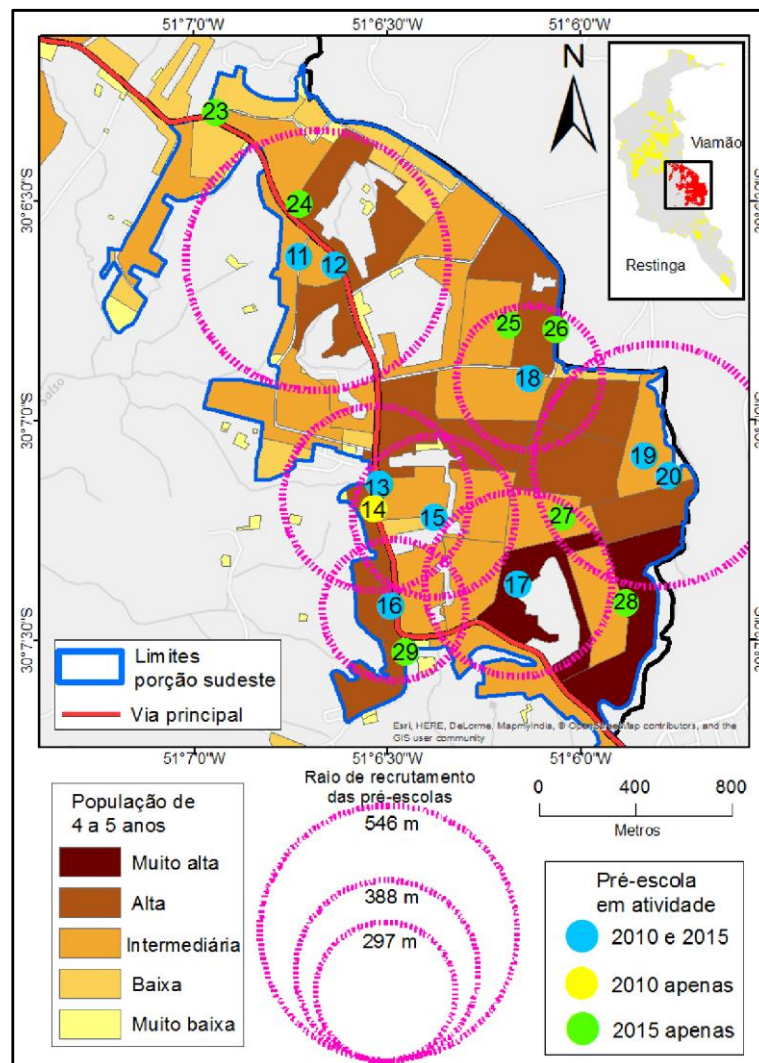 51°7'0"W
51°6'30"W
51°6'0"W
N
Viamão
Restinga
30°6'30"S
30°7'0"S
30°7'30"S
Salso
23
24
11
12
25
26
18
19
20
13
14
15
27
17
28
16
29
Limites
porção sudeste
Via principal
Esri, HERE, DeLorme, MapmyIndia, © OpenStreetMap contributors, and the
GIS user community
51°7'0"W
51°6'30"W
51°6'0"W
População de
4 a 5 anos
Muito alta
Alta
Intermediária
Baixa
Muito baixa
Raio de recrutamento
das pré-escolas
546 m
388 m
297 m
0 400 800
Metros
Pré-escola
em atividade
2010 e 2015
2010 apenas
2015 apenas